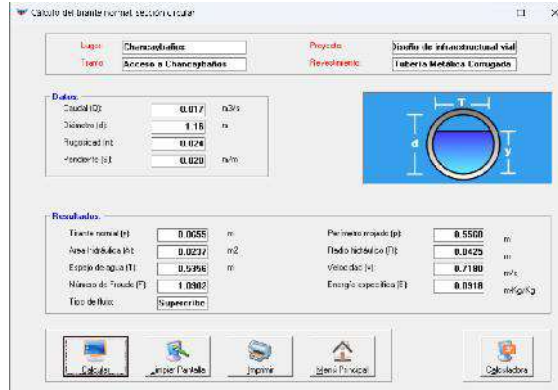 Cálculo del tirante normal, sección circular
Lugar: Chancaybaños Proyecto: Diseño de infraestructural vial
Tramo: Acceso a Chancaybaños Revestimiento: Tubería Metálica Corrugada
Datos:
Caudal (Q): 0.017 m3/s
Diámetro (d): 1.16 m
Rugosidad (n): 0.024
Pendiente (S): 0.020 m/m
T
d
y
Resultados:
Tirante normal (y): 0.0655 m Perímetro mojado (p): 0.5560 m
Área hidráulica (A): 0.0237 m2 Radio hidráulico (R): 0.0425 m
Espejo de agua (T): 0.5356 m Velocidad (v): 0.7180 m/s
Número de Froude (F): 1.0902 Energía específica (E): 0.0918 m-Kg/Kg
Tipo de flujo: Supercrític
Calcular Limpiar Pantalla Imprimir Menú Principal Calculadora